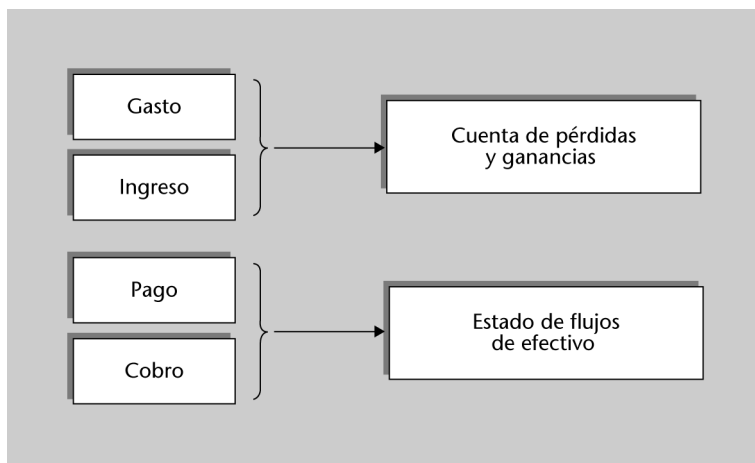 Gasto
Ingreso
Cuenta de pérdidas
y ganancias
Pago
Cobro
Estado de flujos
de efectivo